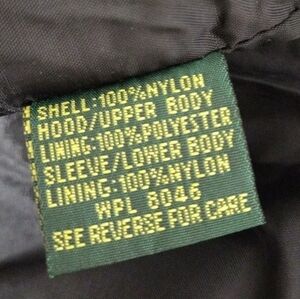 SHELL:100%NYLON
HOOD/UPPER BODY
LINING:100%POLYESTER
SLEEVE/LOWER BODY
LINING:100%NYLON
WPL 8046
SEE REVERSE FOR CARE